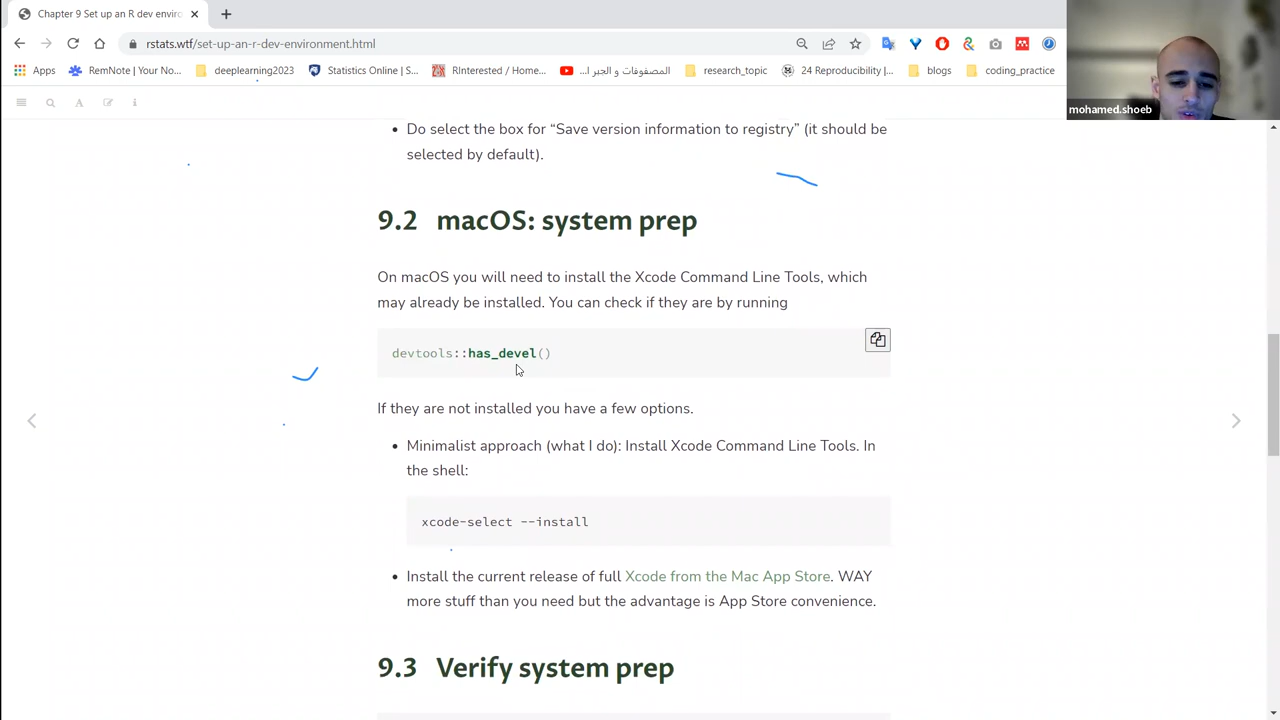 Chapter 9 Set up an R dev enviro
rstats.wtf/set-up-an-r-dev-environment.html
Apps
RemNote | Your No...
deeplearning2023
Statistics Online | S...
RInterested / Home...
المصفوفات و الجبر ا...
research_topic
24 Reproducibility |...
blogs
coding_practice
mohamed.shoeb
• Do select the box for “Save version information to registry” (it should
be selected by default).
9.2 macOS: system prep
On macOS you will need to install the Xcode Command Line Tools, which
may already be installed. You can check if they are by running
devtools::has_devel()
If they are not installed you have a few options.
• Minimalist approach (what I do): Install Xcode Command Line Tools. In
the shell:
xcode-select --install
• Install the current release of full Xcode from the Mac App Store. WAY
more stuff than you need but the advantage is App Store convenience.
9.3 Verify system prep